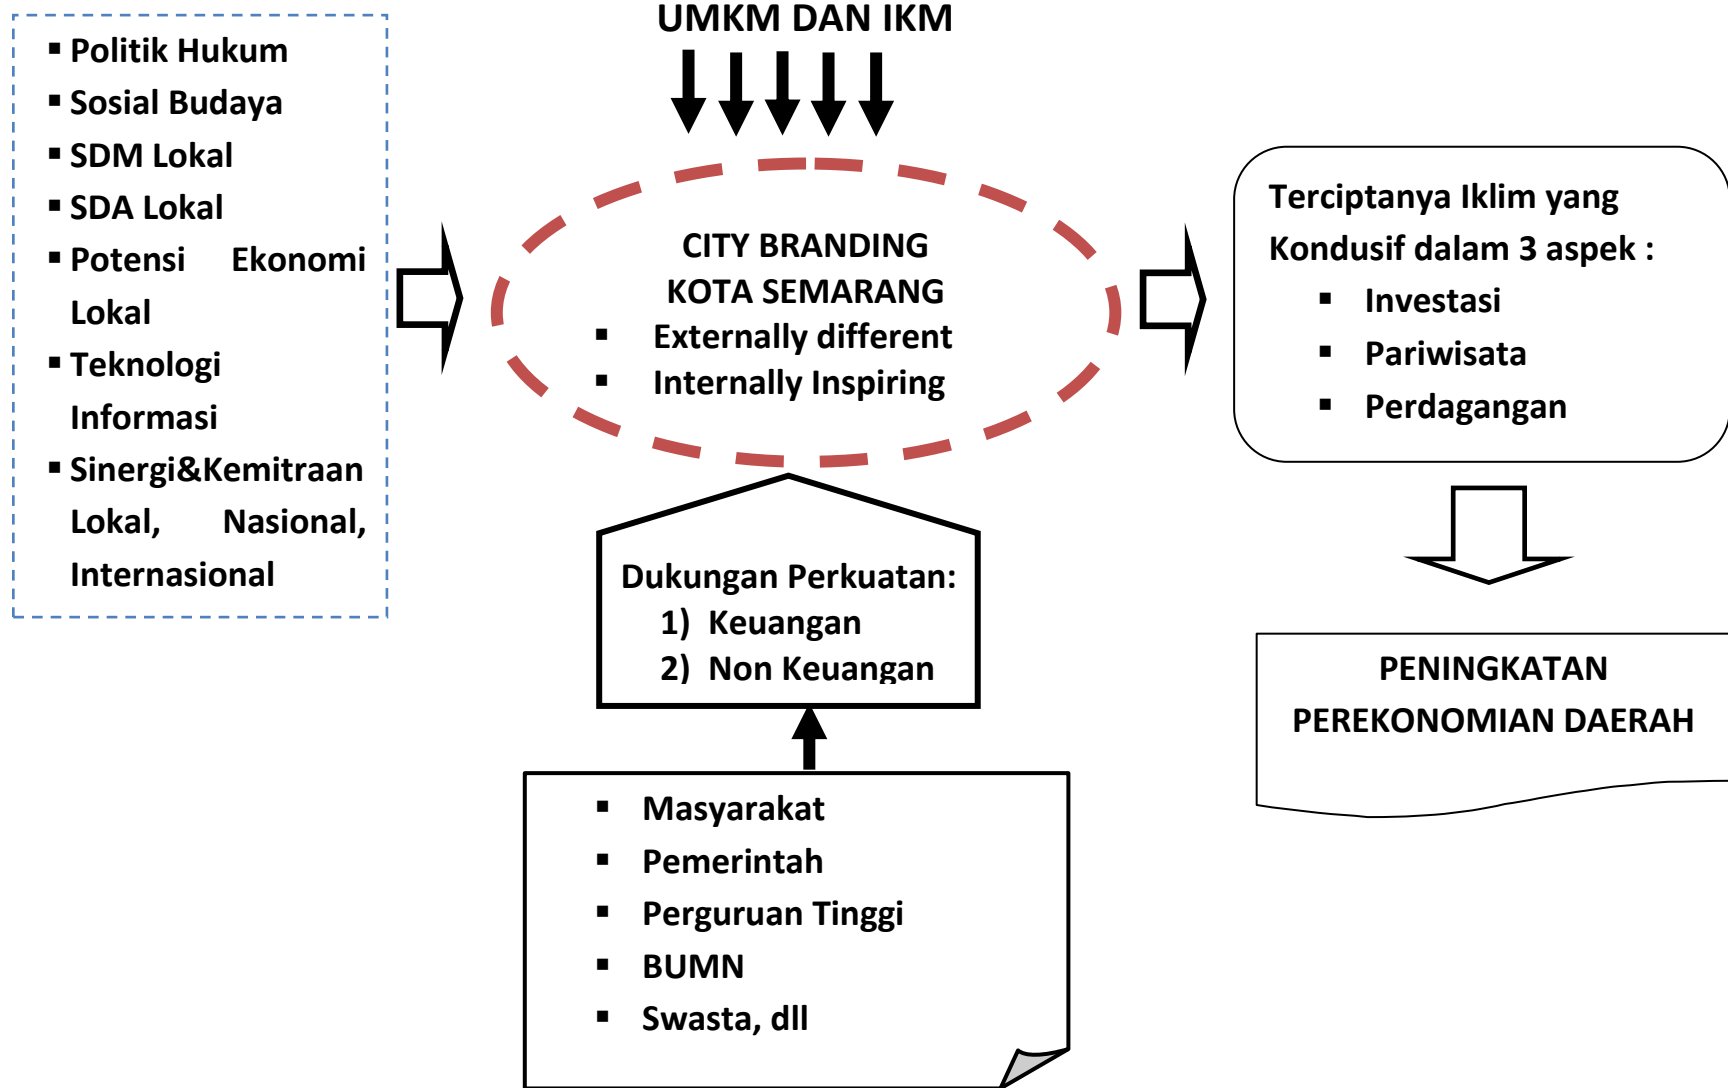 UMKM DAN IKM
▪ Politik Hukum
▪ Sosial Budaya
▪ SDM Lokal
▪ SDA Lokal
▪ Potensi Ekonomi
Lokal
▪ Teknologi
Informasi
▪ Sinergi&Kemitraan
Lokal, Nasional,
Internasional
CITY BRANDING
KOTA SEMARANG
▪ Externally different
▪ Internally Inspiring
Terciptanya Iklim yang
Kondusif dalam 3 aspek :
▪ Investasi
▪ Pariwisata
▪ Perdagangan
Dukungan Perkuatan:
1) Keuangan
2) Non Keuangan
PENINGKATAN
PEREKONOMIAN DAERAH
▪ Masyarakat
▪ Pemerintah
▪ Perguruan Tinggi
▪ BUMN
▪ Swasta, dll